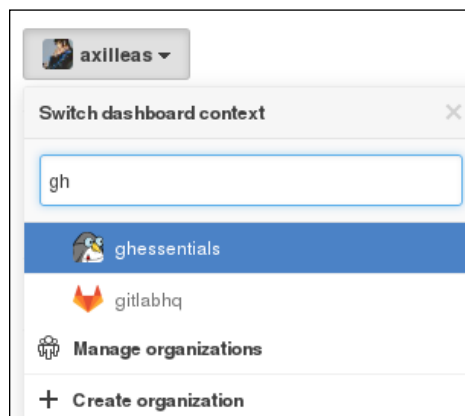 axilleas
Switch dashboard context
gh
ghessentials
gitlabhq
Manage organizations
Create organization